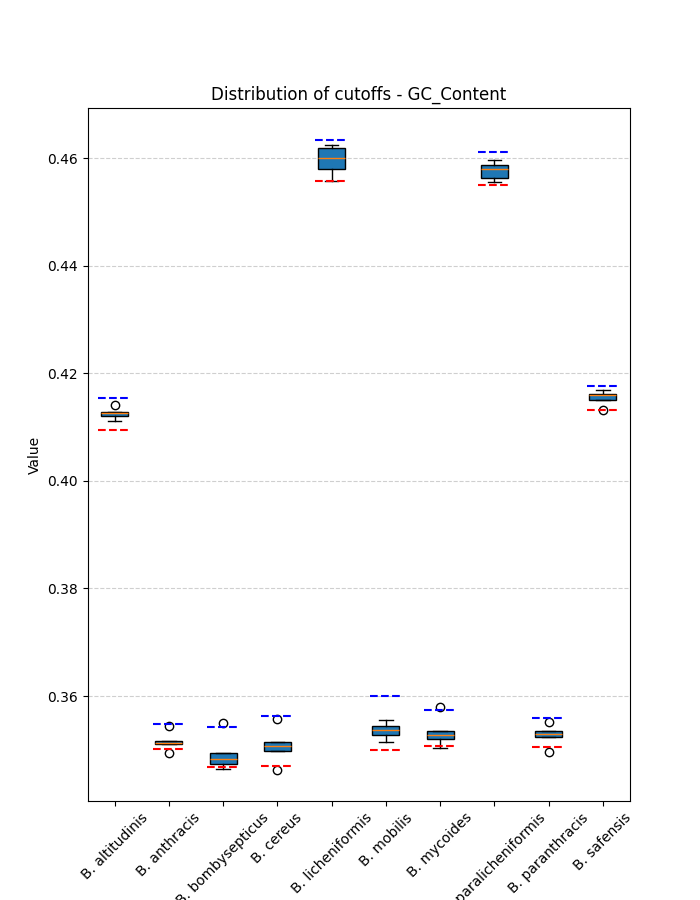 Distribution of cutoffs - GC_Content
Value
0.46
0.44
0.42
0.40
0.38
0.36
B. altitudinis
B. anthracis
B. bombysepticus
B. cereus
B. licheniformis
B. mobilis
B. mycoides
paralicheniformis
B. paranthracis
B. safensis